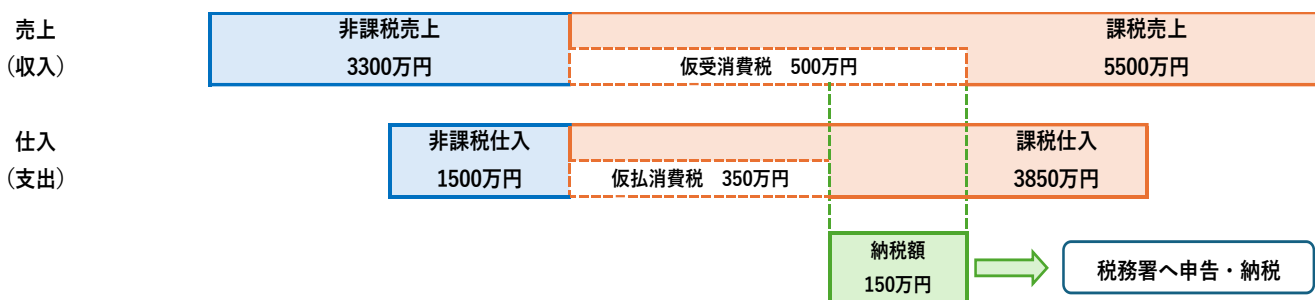 売上
（収入）
非課税売上
3300万円
仮受消費税　500万円
課税売上
5500万円
仕入
（支出）
非課税仕入
1500万円
仮払消費税　350万円
課税仕入
3850万円
納税額
150万円
税務署へ申告・納税